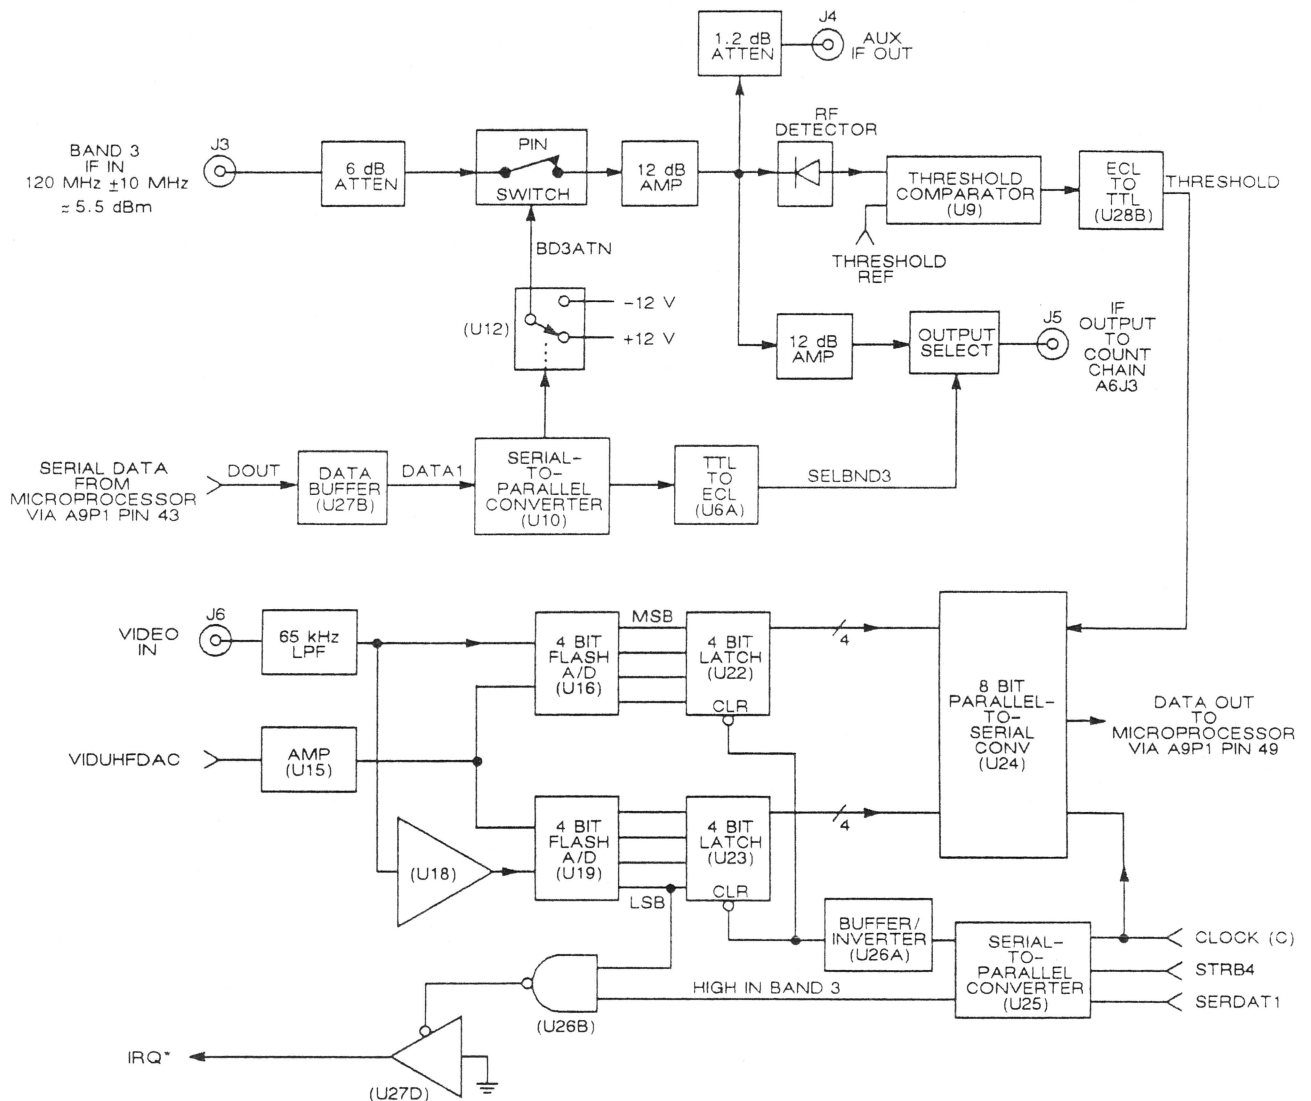 J4
1.2 dB
ATTEN
AUX
IF OUT
RF
DETECTOR
BAND 3
IF IN
120 MHz ±10 MHz
≈ 5.5 dBm
J3
6 dB
ATTEN
PIN
SWITCH
12 dB
AMP
THRESHOLD
COMPARATOR
(U9)
ECL
TO
TTL
(U28B)
THRESHOLD
THRESHOLD
REF
BD3ATN
(U12)
-12 V
+12 V
12 dB
AMP
OUTPUT
SELECT
J5
IF
OUTPUT
TO
COUNT
CHAIN
A6J3
SERIAL DATA
FROM
MICROPROCESSOR
VIA A9P1 PIN 43
DOUT
DATA
BUFFER
(U27B)
DATA1
SERIAL-
TO-
PARALLEL
CONVERTER
(U10)
TTL
TO
ECL
(U6A)
SELBND3
VIDEO
IN
J6
65 kHz
LPF
4 BIT
FLASH
A/D
(U16)
MSB
4 BIT
LATCH
(U22)
CLR
4
8 BIT
PARALLEL-
TO-
SERIAL
CONV
(U24)
DATA OUT
TO
MICROPROCESSOR
VIA A9P1 PIN 49
VIDUHFDAC
AMP
(U15)
(U18)
4 BIT
FLASH
A/D
(U19)
LSB
4 BIT
LATCH
(U23)
CLR
4
BUFFER/
INVERTER
(U26A)
SERIAL-
TO-
PARALLEL
CONVERTER
(U25)
CLOCK (C)
STRB4
SERDAT1
HIGH IN BAND 3
(U26B)
IRQ*
(U27D)